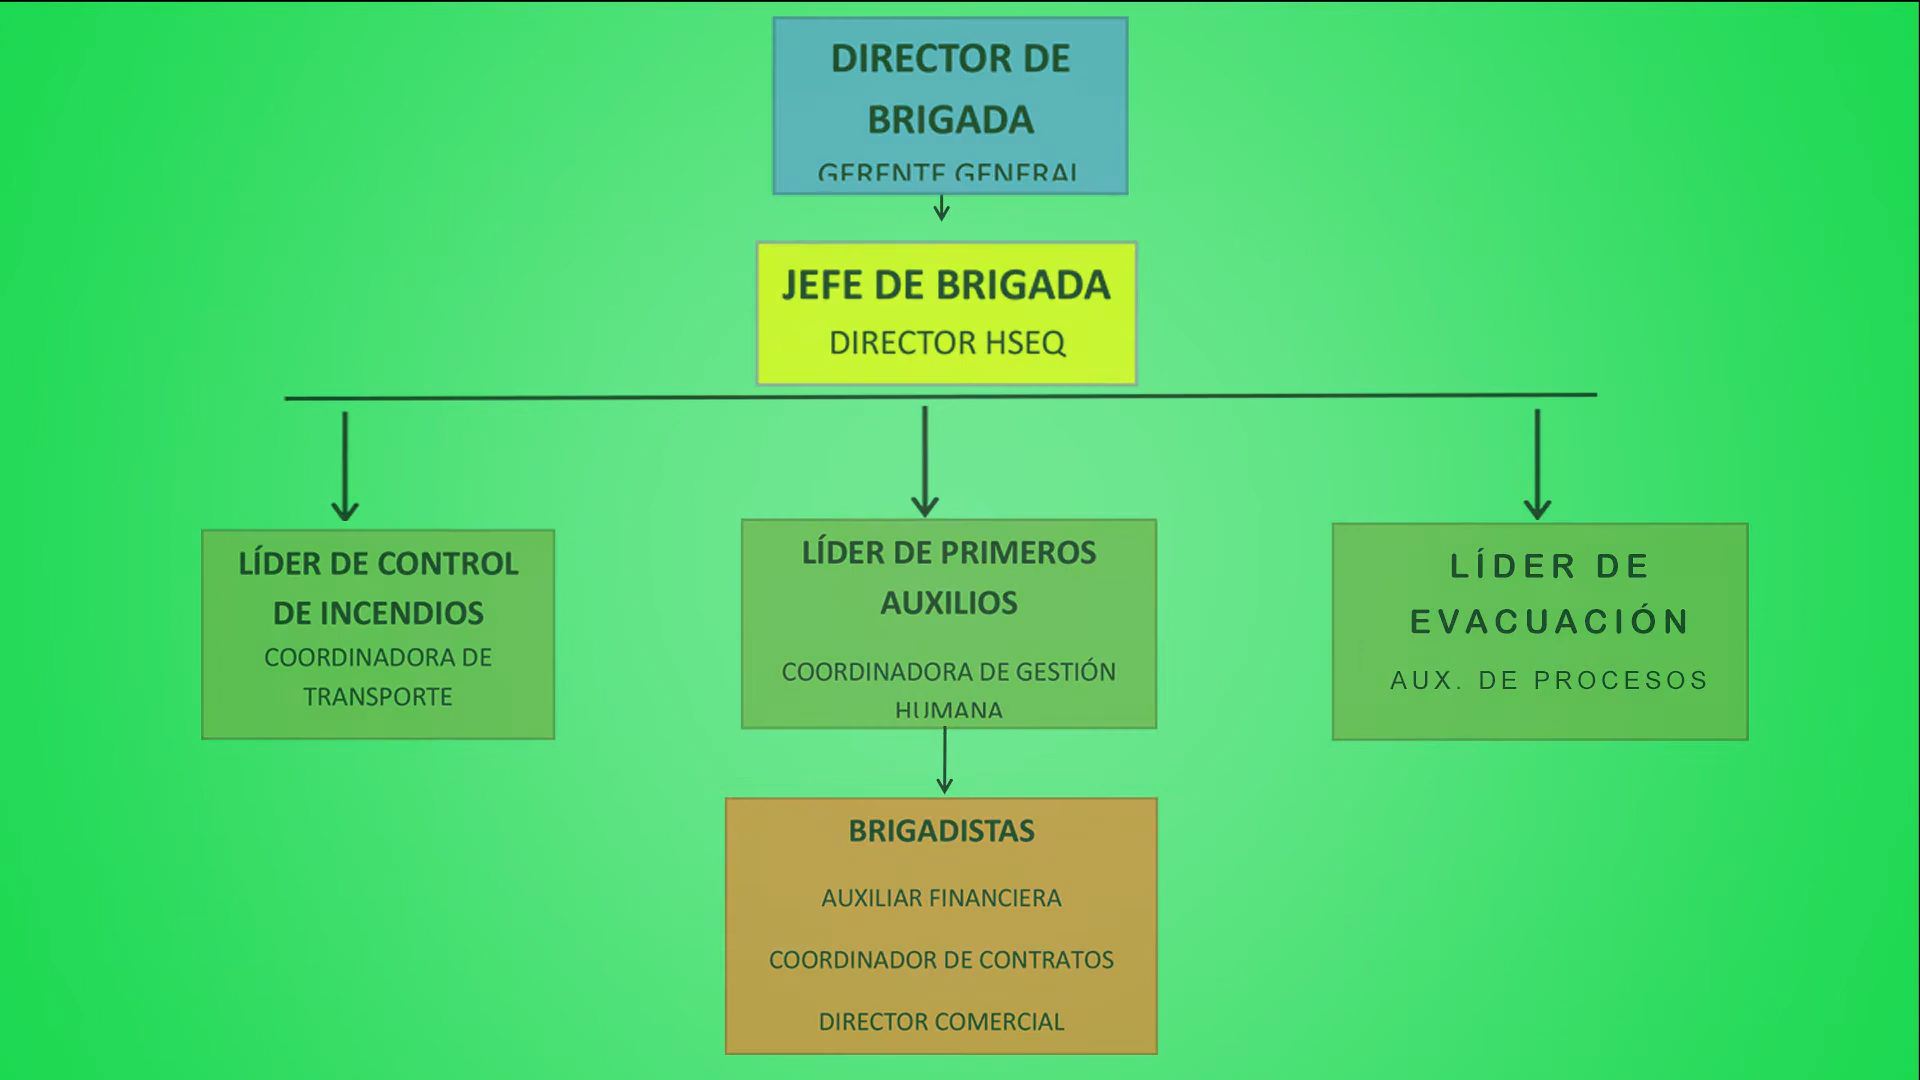 DIRECTOR DE
BRIGADA
GERENTE GENERAL
JEFE DE BRIGADA
DIRECTOR HSEQ
LÍDER DE CONTROL
DE INCENDIOS
COORDINADORA DE
TRANSPORTE
LÍDER DE PRIMEROS
AUXILIOS
COORDINADORA DE GESTIÓN
HUMANA
LÍDER DE
EVACUACIÓN
AUX. DE PROCESOS
BRIGADISTAS
AUXILIAR FINANCIERA
COORDINADOR DE CONTRATOS
DIRECTOR COMERCIAL